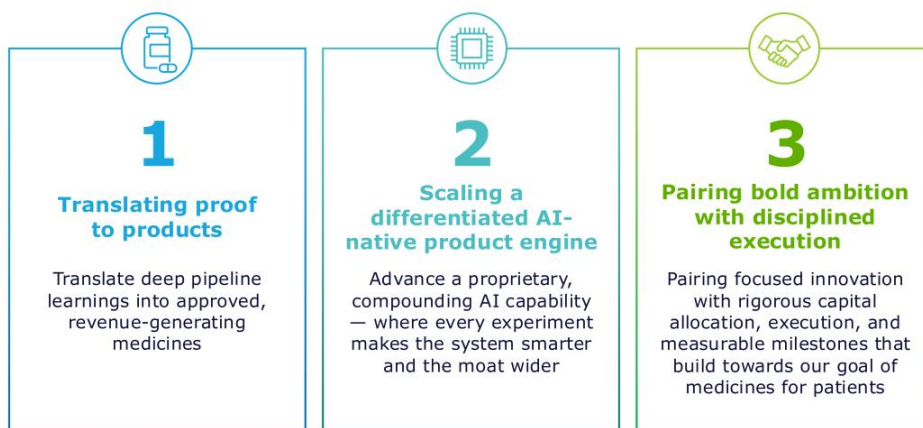 1
Translating proof
to products
Translate deep pipeline
learnings into approved,
revenue-generating
medicines
2
Scaling a
differentiated AI-
native product engine
Advance a proprietary,
compounding AI capability
— where every experiment
makes the system smarter
and the moat wider
3
Pairing bold ambition
with disciplined
execution
Pairing focused innovation
with rigorous capital
allocation, execution, and
measurable milestones that
build towards our goal of
medicines for patients